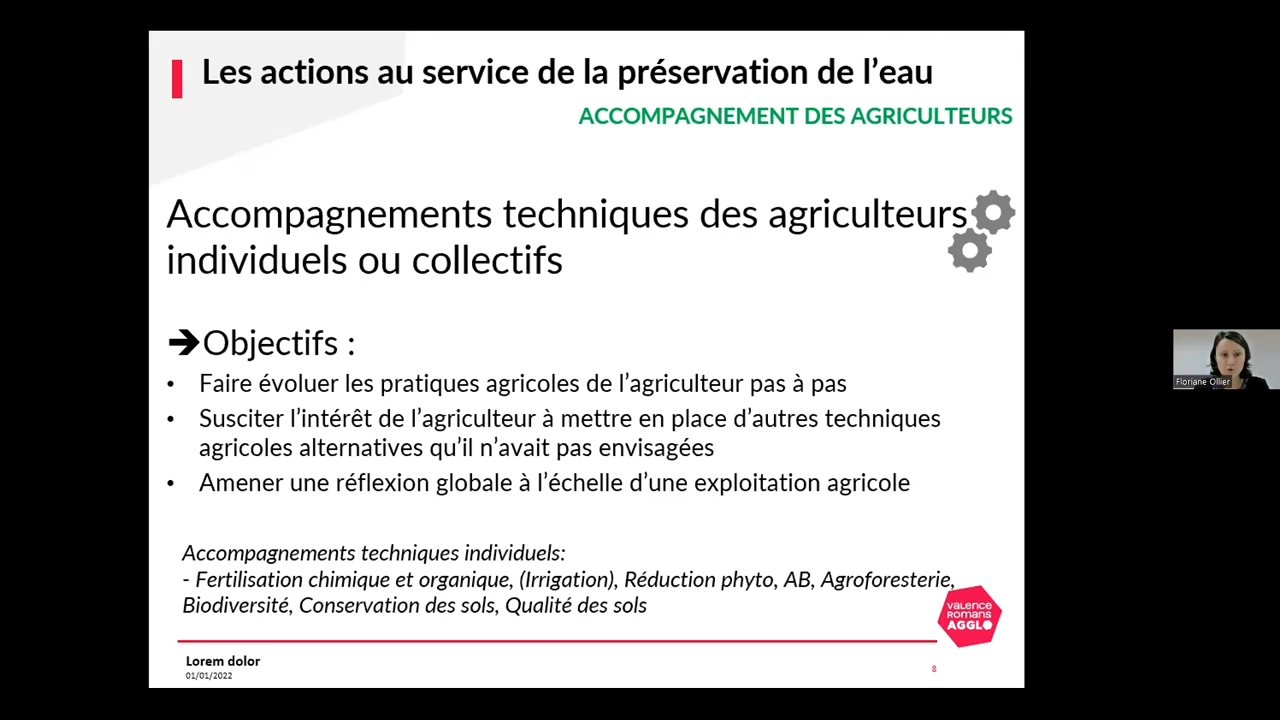 Les actions au service de la préservation de l’eau
ACCOMPAGNEMENT DES AGRICULTEURS
Accompagnements techniques des agriculteurs
individuels ou collectifs
➔Objectifs :
• Faire évoluer les pratiques agricoles de l’agriculteur pas à pas
• Susciter l’intérêt de l’agriculteur à mettre en place d’autres techniques
agricoles alternatives qu’il n’avait pas envisagées
• Amener une réflexion globale à l’échelle d’une exploitation agricole
Accompagnements techniques individuels:
- Fertilisation chimique et organique, (Irrigation), Réduction phyto, AB, Agroforesterie,
Biodiversité, Conservation des sols, Qualité des sols
valence
Romans
AGGLO
Lorem dolor
01/01/2022
8
Floriane Ollier